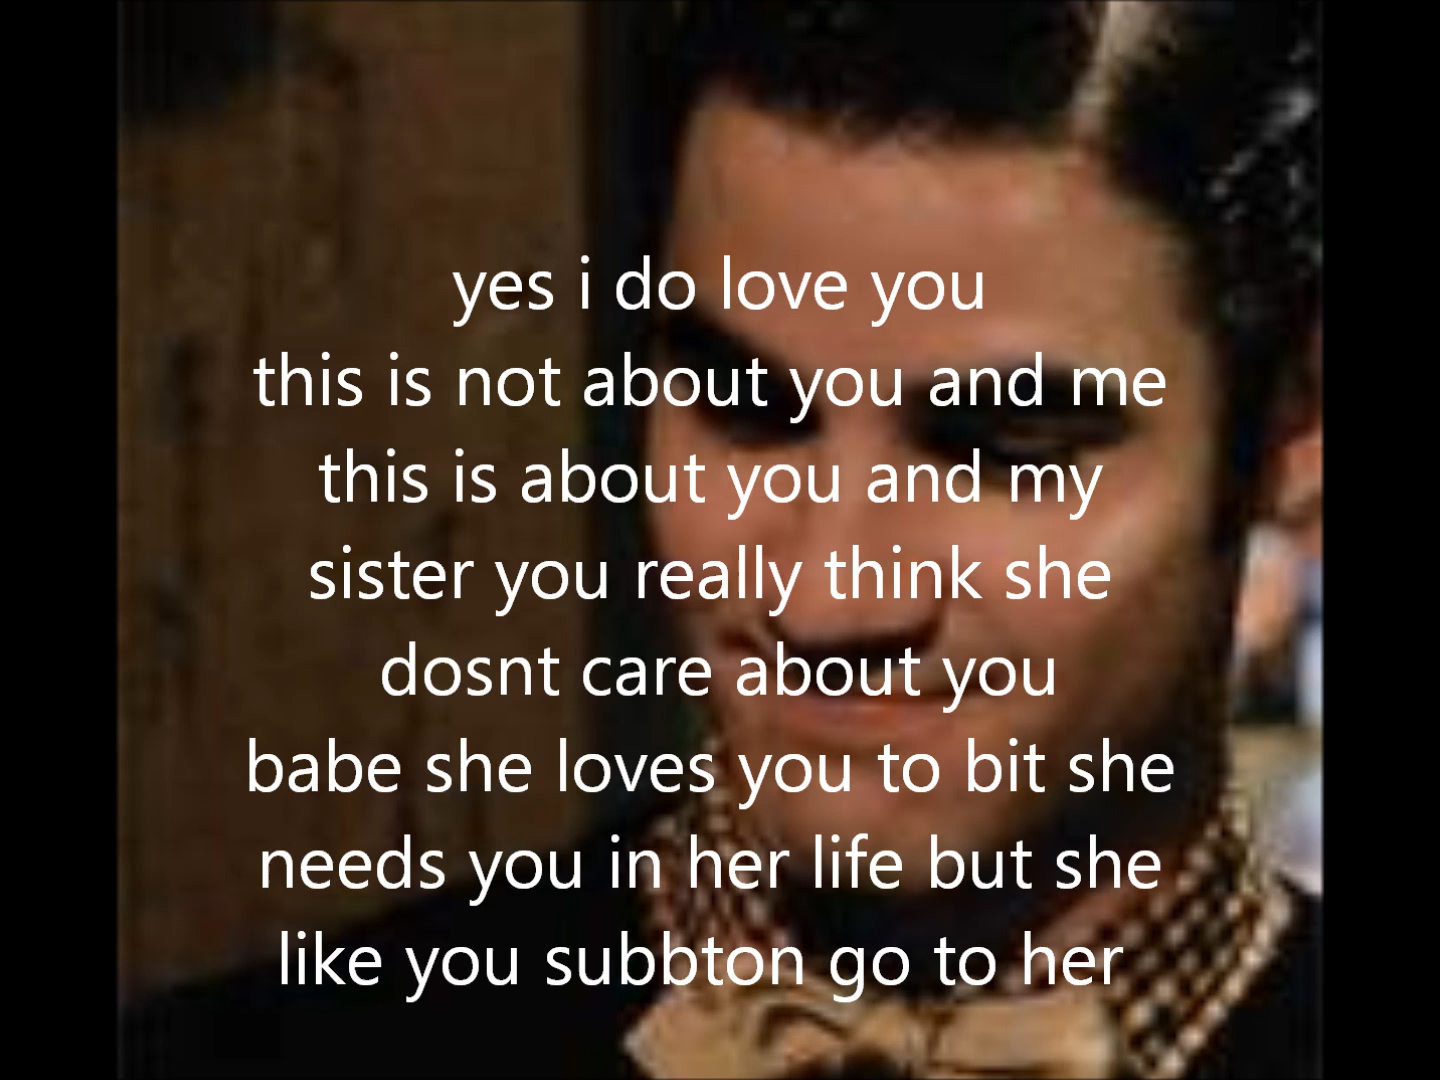 yes i do love you
this is not about you and me
this is about you and my
sister you really think she
dosnt care about you
babe she loves you to bit she
needs you in her life but she
like you subbton go to her